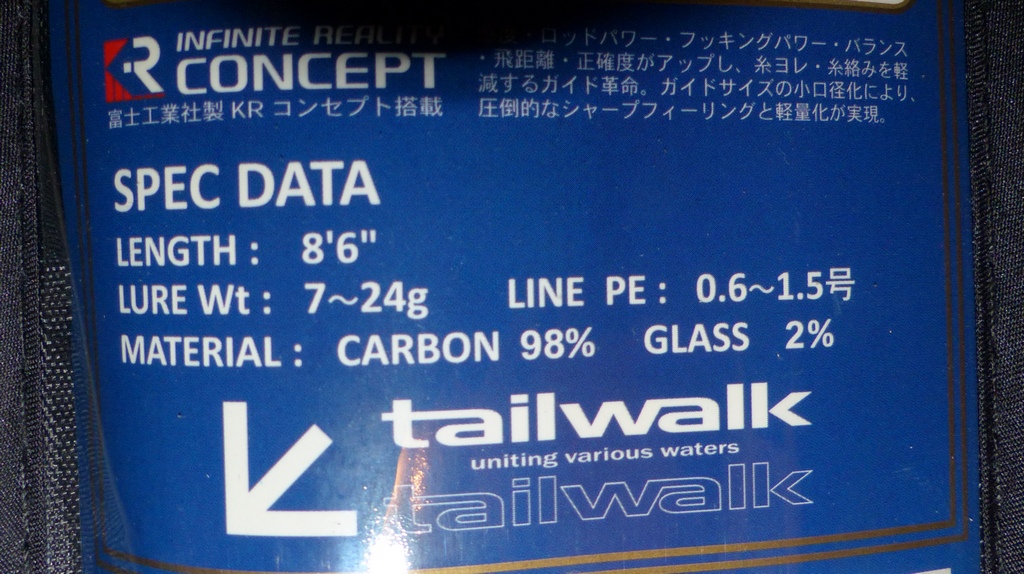 KR INFINITE REALITY
CONCEPT
富士工業社製 KR コンセプト搭載
・ロッドパワー・フッキングパワー・バランス
・飛距離・正確度がアップし、糸ヨレ・糸絡みを軽
減するガイド革命。ガイドサイズの小口径化により、
圧倒的なシャープフィーリングと軽量化が実現。
SPEC DATA
LENGTH : 8'6"
LURE Wt : 7～24g LINE PE : 0.6～1.5号
MATERIAL : CARBON 98% GLASS 2%
tailwalk
uniting various waters
tailwalk